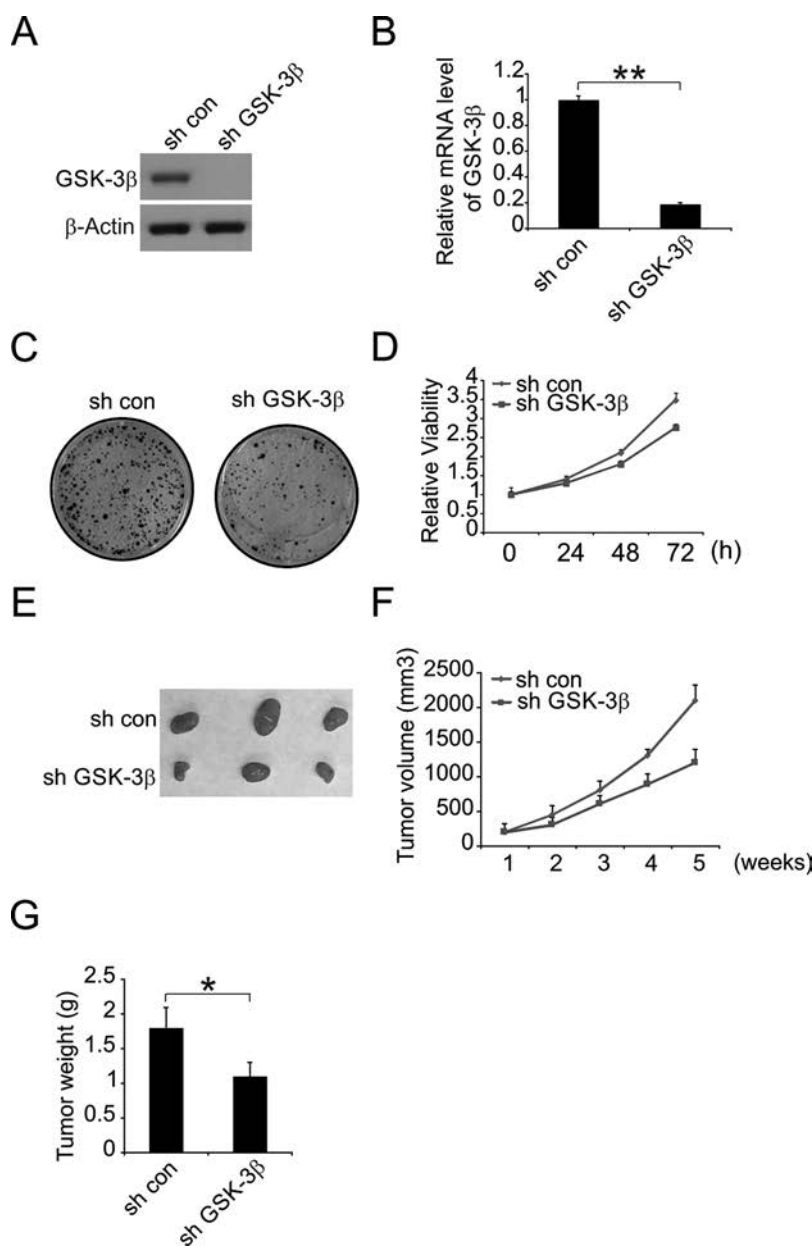 A
sh con
sh GSK-3β
GSK-3β
β-Actin
B
Relative mRNA level
of GSK-3β
1.2
1
0.8
0.6
0.4
0.2
0
**
sh con
sh GSK-3β
C
sh con
sh GSK-3β
D
Relative Viability
3.5
2.5
1.5
0.5
4
3
2
1
0
sh con
sh GSK-3β
0 24 48 72 (h)
E
sh con
sh GSK-3β
F
Tumor volume (mm3)
2500
2000
1500
1000
500
0
sh con
sh GSK-3β
1 2 3 4 5 (weeks)
G
Tumor weight (g)
2.5
2
1.5
1
0.5
0
*
sh con
sh GSK-3β